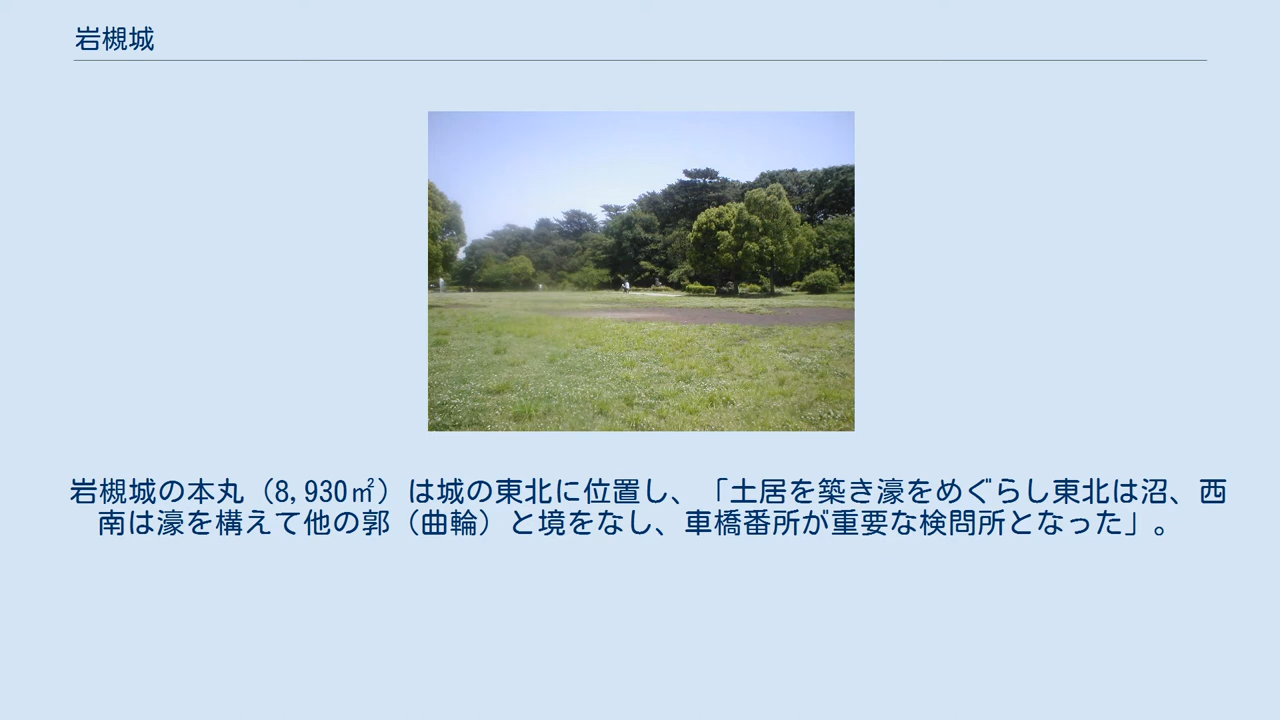 岩槻城
岩槻城の本丸（8,930㎡）は城の東北に位置し、「土居を築き濠をめぐらし東北は沼、西
南は濠を構えて他の郭（曲輪）と境をなし、車橋番所が重要な検問所となった」。